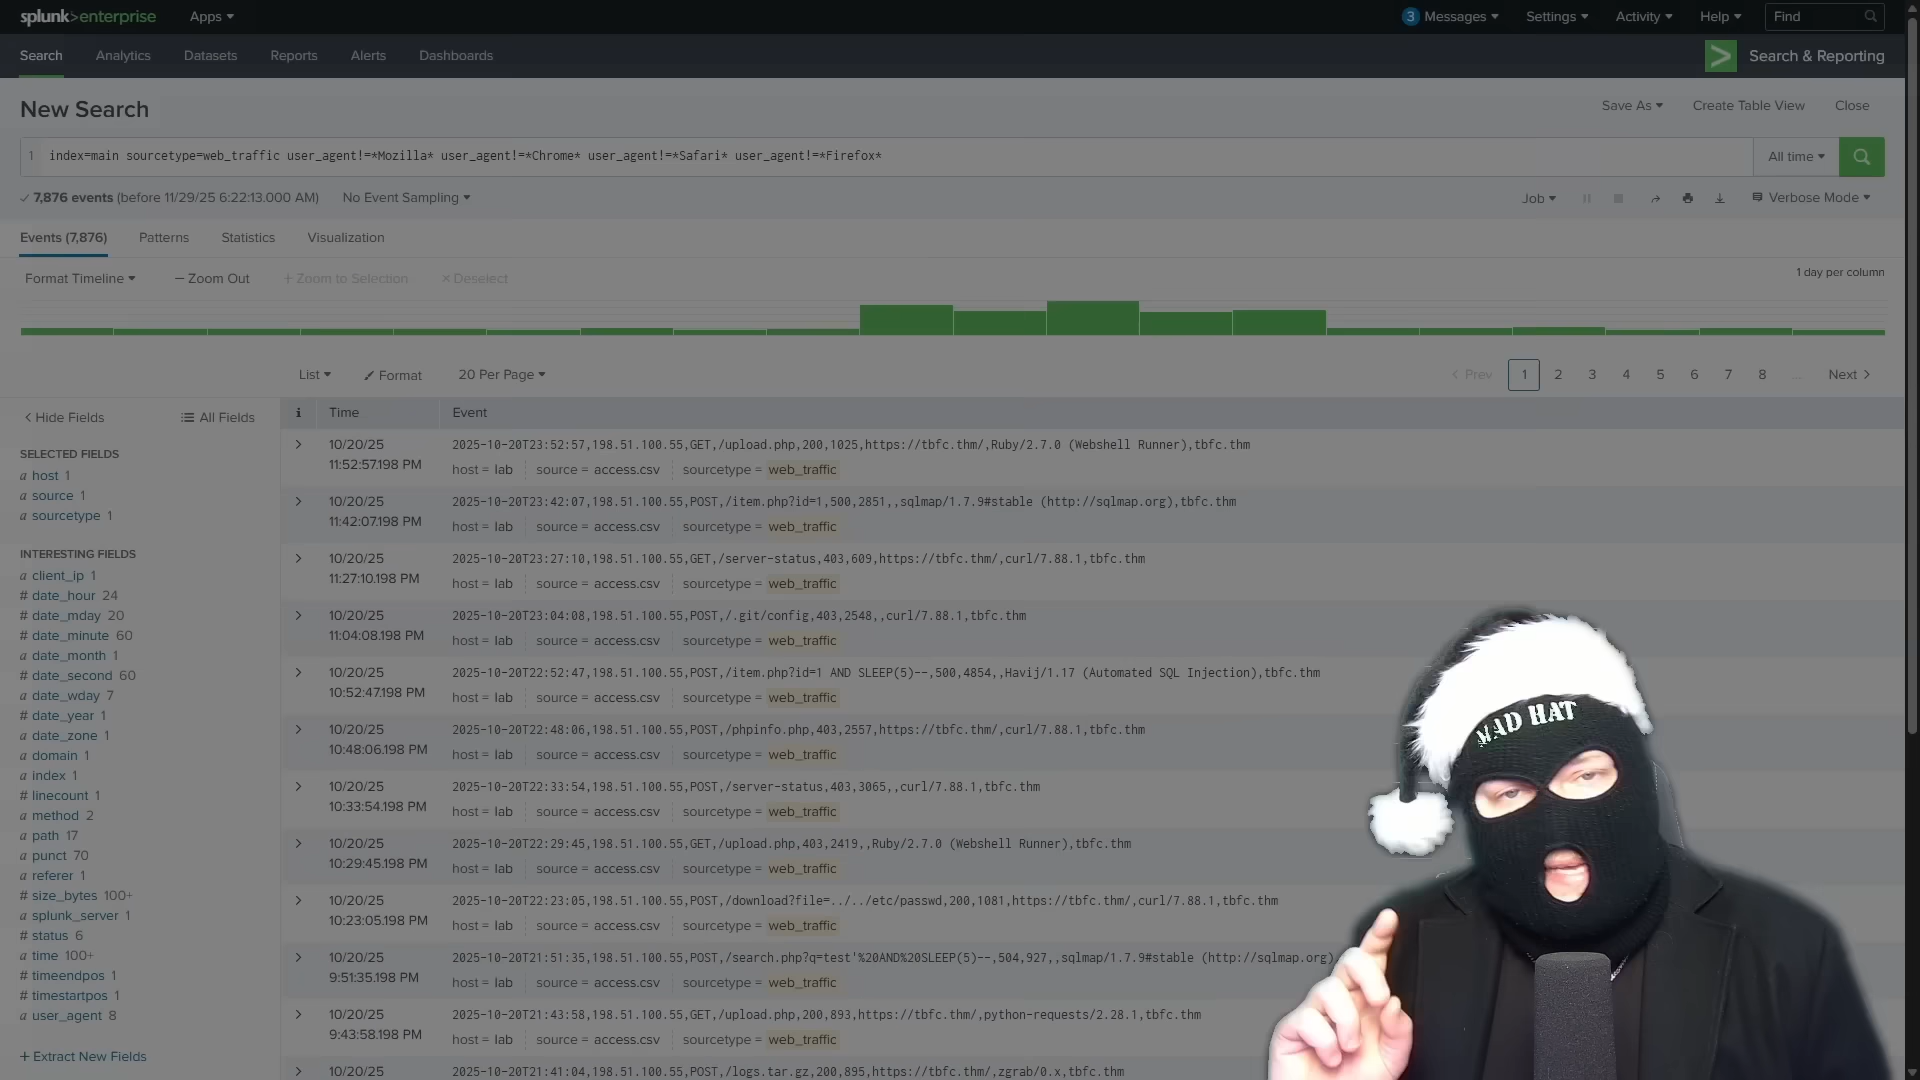 splunk>enterprise Apps 3 Messages Settings Activity Help Find
Search Analytics Datasets Reports Alerts Dashboards Search & Reporting
New Search Save As Create Table View Close
1 index=main sourcetype=web_traffic user_agent!=*Mozilla* user_agent!=*Chrome* user_agent!=*Safari* user_agent!=*Firefox* All time
7,876 events (before 11/29/25 6:22:13.000 AM) No Event Sampling Job Verbose Mode
Events (7,876) Patterns Statistics Visualization
Format Timeline — Zoom Out + Zoom to Selection × Deselect 1 day per column
List Format 20 Per Page < Prev 1 2 3 4 5 6 7 8 ... Next >
< Hide Fields All Fields
SELECTED FIELDS
a host 1
a source 1
a sourcetype 1
INTERESTING FIELDS
a client_ip 1
# date_hour 24
# date_mday 20
# date_minute 60
a date_month 1
# date_second 60
a date_wday 7
# date_year 1
a date_zone 1
a domain 1
a index 1
# linecount 1
a method 2
a path 17
a punct 70
a referer 1
# size_bytes 100+
a splunk_server 1
# status 6
a time 100+
# timeendpos 1
# timestartpos 1
a user_agent 8
+ Extract New Fields
i Time Event
10/20/25 2025-10-20T23:52:57,198.51.100.55,GET,/upload.php,200,1025,https://tbfc.thm/,Ruby/2.7.0 (Webshell Runner),tbfc.thm
11:52:57.198 PM host = lab source = access.csv sourcetype = web_traffic
10/20/25 2025-10-20T23:42:07,198.51.100.55,POST,/item.php?id=1,500,2851,,sqlmap/1.7.9#stable (http://sqlmap.org),tbfc.thm
11:42:07.198 PM host = lab source = access.csv sourcetype = web_traffic
10/20/25 2025-10-20T23:27:10,198.51.100.55,GET,/server-status,403,609,https://tbfc.thm/,curl/7.88.1,tbfc.thm
11:27:10.198 PM host = lab source = access.csv sourcetype = web_traffic
10/20/25 2025-10-20T23:04:08,198.51.100.55,POST,/.git/config,403,2548,,curl/7.88.1,tbfc.thm
11:04:08.198 PM host = lab source = access.csv sourcetype = web_traffic
10/20/25 2025-10-20T22:52:47,198.51.100.55,POST,/item.php?id=1 AND SLEEP(5)--,500,4854,,Havij/1.17 (Automated SQL Injection),tbfc.thm
10:52:47.198 PM host = lab source = access.csv sourcetype = web_traffic
10/20/25 2025-10-20T22:48:06,198.51.100.55,POST,/phpinfo.php,403,2557,https://tbfc.thm/,curl/7.88.1,tbfc.thm
10:48:06.198 PM host = lab source = access.csv sourcetype = web_traffic
10/20/25 2025-10-20T22:33:54,198.51.100.55,POST,/server-status,403,3065,,curl/7.88.1,tbfc.thm
10:33:54.198 PM host = lab source = access.csv sourcetype = web_traffic
10/20/25 2025-10-20T22:29:45,198.51.100.55,GET,/upload.php,403,2419,,Ruby/2.7.0 (Webshell Runner),tbfc.thm
10:29:45.198 PM host = lab source = access.csv sourcetype = web_traffic
10/20/25 2025-10-20T22:23:05,198.51.100.55,POST,/download?file=../../etc/passwd,200,1081,https://tbfc.thm/,curl/7.88.1,tbfc.thm
10:23:05.198 PM host = lab source = access.csv sourcetype = web_traffic
10/20/25 2025-10-20T21:51:35,198.51.100.55,POST,/search.php?q=test'%20AND%20SLEEP(5)--,504,927,,sqlmap/1.7.9#stable (http://sqlmap.org)
9:51:35.198 PM host = lab source = access.csv sourcetype = web_traffic
10/20/25 2025-10-20T21:43:58,198.51.100.55,GET,/upload.php,200,893,https://tbfc.thm/,python-requests/2.28.1,tbfc.thm
9:43:58.198 PM host = lab source = access.csv sourcetype = web_traffic
10/20/25 2025-10-20T21:41:04,198.51.100.55,POST,/logs.tar.gz,200,895,https://tbfc.thm/,zgrab/0.x,tbfc.thm
MAD HAT